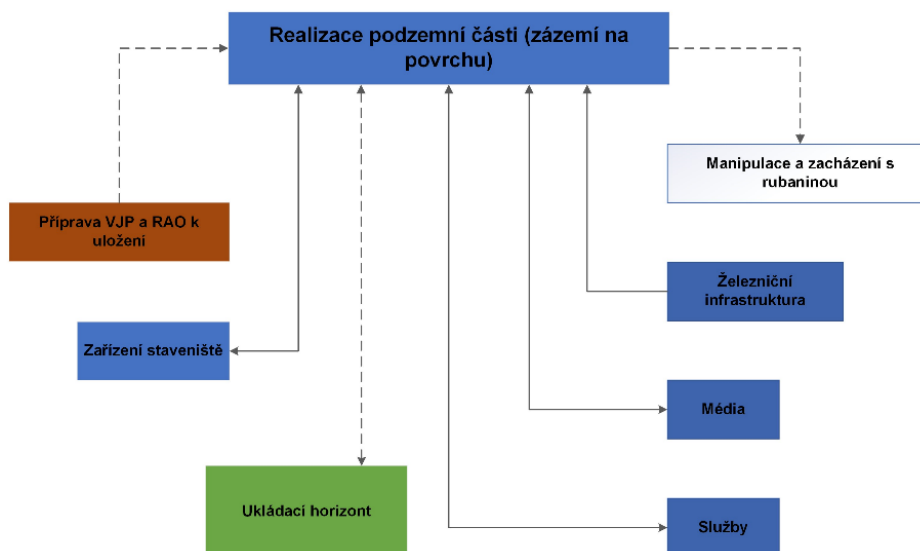 Realizace podzemní části (zázemí na
povrchu)
Manipulace a zacházení s
rubaninou
Příprava VJP a RAO k
uložení
Železniční
infrastruktura
Zařízení staveniště
Média
Ukládací horizont
Služby